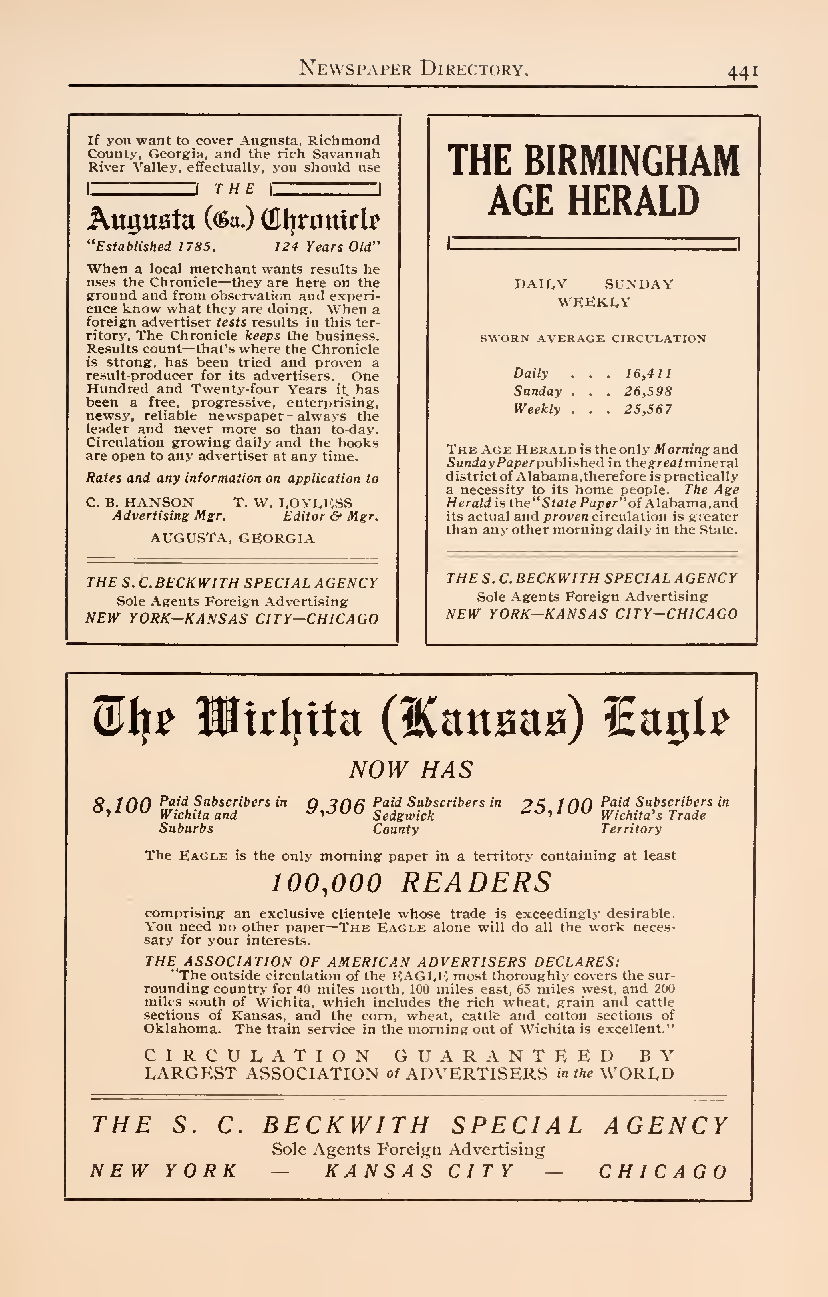 NEWSPAPER DIRECTORY. 441
If you want to cover Augusta, Richmond
County, Georgia, and the rich Savannah
River Valley, effectually, you should use
THE
Augusta (Ga.) Chronicle
"Established 1785. 124 Years Old"
When a local merchant wants results he
uses the Chronicle—they are here on the
ground and from observation and experi-
ence know what they are doing. When a
foreign advertiser tests results in this ter-
ritory, The Chronicle keeps the business.
Results count—that's where the Chronicle
is strong, has been tried and proven a
result-producer for its advertisers. One
Hundred and Twenty-four Years it has
been a free, progressive, enterprising,
newsy, reliable newspaper-always the
leader and never more so than to-day.
Circulation growing daily and the books
are open to any advertiser at any time.
Rates and any information on application to
C. B. HANSON T. W. LOYLESS
Advertising Mgr. Editor & Mgr.
AUGUSTA, GEORGIA
THE S. C. BECKWITH SPECIAL AGENCY
Sole Agents Foreign Advertising
NEW YORK—KANSAS CITY—CHICAGO
THE BIRMINGHAM
AGE HERALD
DAILY SUNDAY
WEEKLY
SWORN AVERAGE CIRCULATION
Daily . . . 16,411
Sunday . . . 26,598
Weekly . . . 25,567
THE AGE HERALD is the only Morning and
Sunday Paper published in the great mineral
district of Alabama, therefore is practically
a necessity to its home people. The Age
Herald is the "State Paper" of Alabama, and
its actual and proven circulation is greater
than any other morning daily in the State.
THE S. C. BECKWITH SPECIAL AGENCY
Sole Agents Foreign Advertising
NEW YORK—KANSAS CITY—CHICAGO
The Wichita (Kansas) Eagle
NOW HAS
8,100 Paid Subscribers in Wichita and Suburbs
9,306 Paid Subscribers in Sedgwick County
25,100 Paid Subscribers in Wichita's Trade Territory
The EAGLE is the only morning paper in a territory containing at least
100,000 READERS
comprising an exclusive clientele whose trade is exceedingly desirable.
You need no other paper—THE EAGLE alone will do all the work neces-
sary for your interests.
THE ASSOCIATION OF AMERICAN ADVERTISERS DECLARES:
"The outside circulation of the EAGLE most thoroughly covers the sur-
rounding country for 40 miles north, 100 miles east, 65 miles west, and 200
miles south of Wichita, which includes the rich wheat, grain and cattle
sections of Kansas, and the corn, wheat, cattle and cotton sections of
Oklahoma. The train service in the morning out of Wichita is excellent."
CIRCULATION GUARANTEED BY
LARGEST ASSOCIATION of ADVERTISERS in the WORLD
THE S. C. BECKWITH SPECIAL AGENCY
Sole Agents Foreign Advertising
NEW YORK — KANSAS CITY — CHICAGO